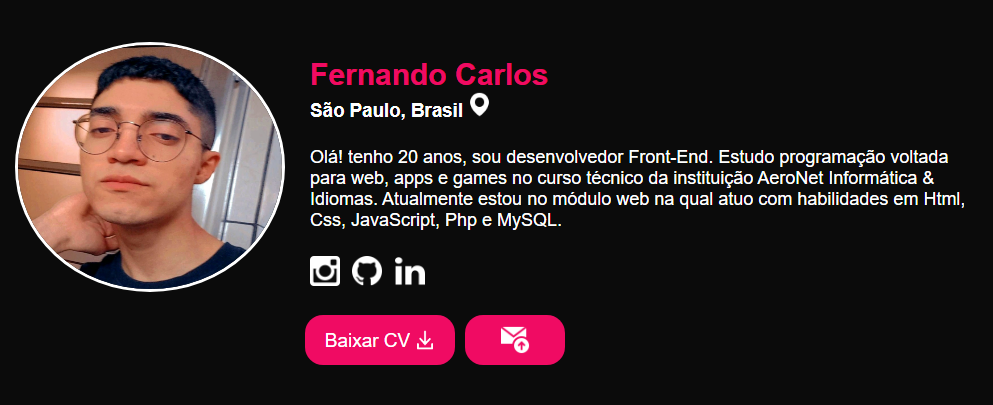 Fernando Carlos
São Paulo, Brasil
Olá! tenho 20 anos, sou desenvolvedor Front-End. Estudo programação voltada
para web, apps e games no curso técnico da instituição AeroNet Informática &
Idiomas. Atualmente estou no módulo web na qual atuo com habilidades em Html,
Css, JavaScript, Php e MySQL.
in
Baixar CV